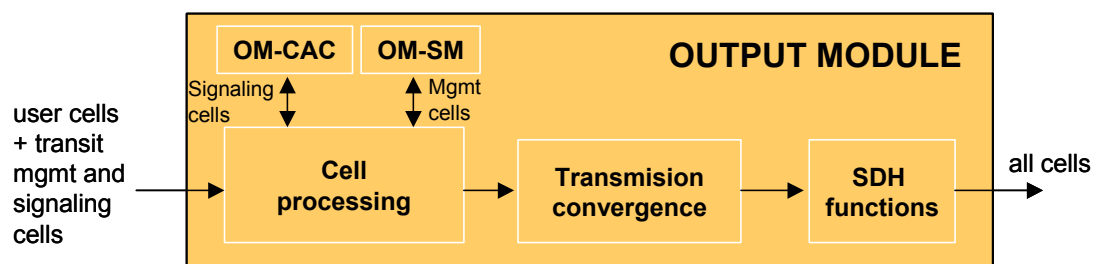 OM-CAC
OM-SM
OUTPUT MODULE
Signaling
cells
Mgmt
cells
user cells
+ transit
mgmt and
signaling
cells
Cell
processing
Transmision
convergence
SDH
functions
all cells